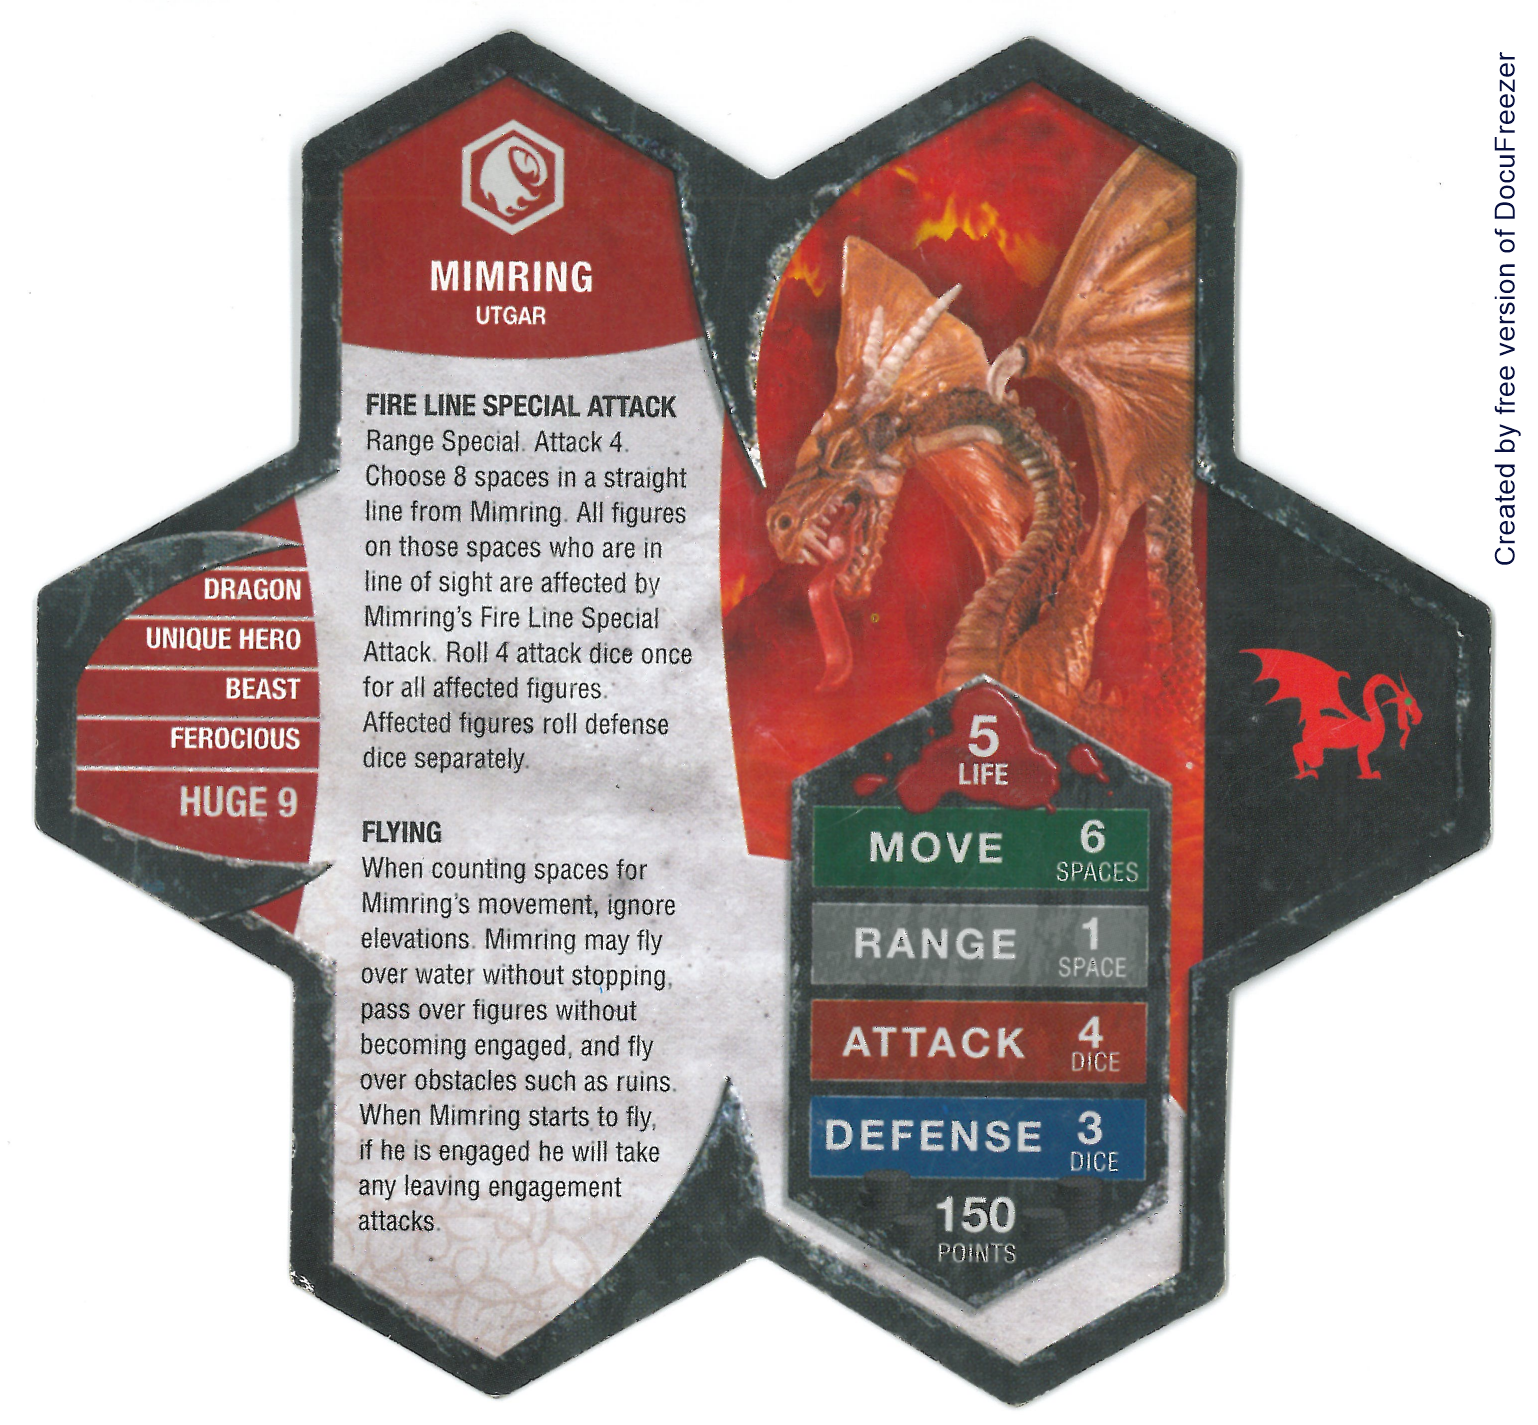 MIMRING
UTGAR
FIRE LINE SPECIAL ATTACK
Range Special. Attack 4.
Choose 8 spaces in a straight
line from Mimring. All figures
on those spaces who are in
line of sight are affected by
Mimring's Fire Line Special
Attack. Roll 4 attack dice once
for all affected figures.
Affected figures roll defense
dice separately.
FLYING
When counting spaces for
Mimring's movement, ignore
elevations. Mimring may fly
over water without stopping,
pass over figures without
becoming engaged, and fly
over obstacles such as ruins.
When Mimring starts to fly,
if he is engaged he will take
any leaving engagement
attacks.
DRAGON
UNIQUE HERO
BEAST
FEROCIOUS
HUGE 9
5
LIFE
MOVE 6
SPACES
RANGE 1
SPACE
ATTACK 4
DICE
DEFENSE 3
DICE
150
POINTS
Created by free version of DocuFreezer